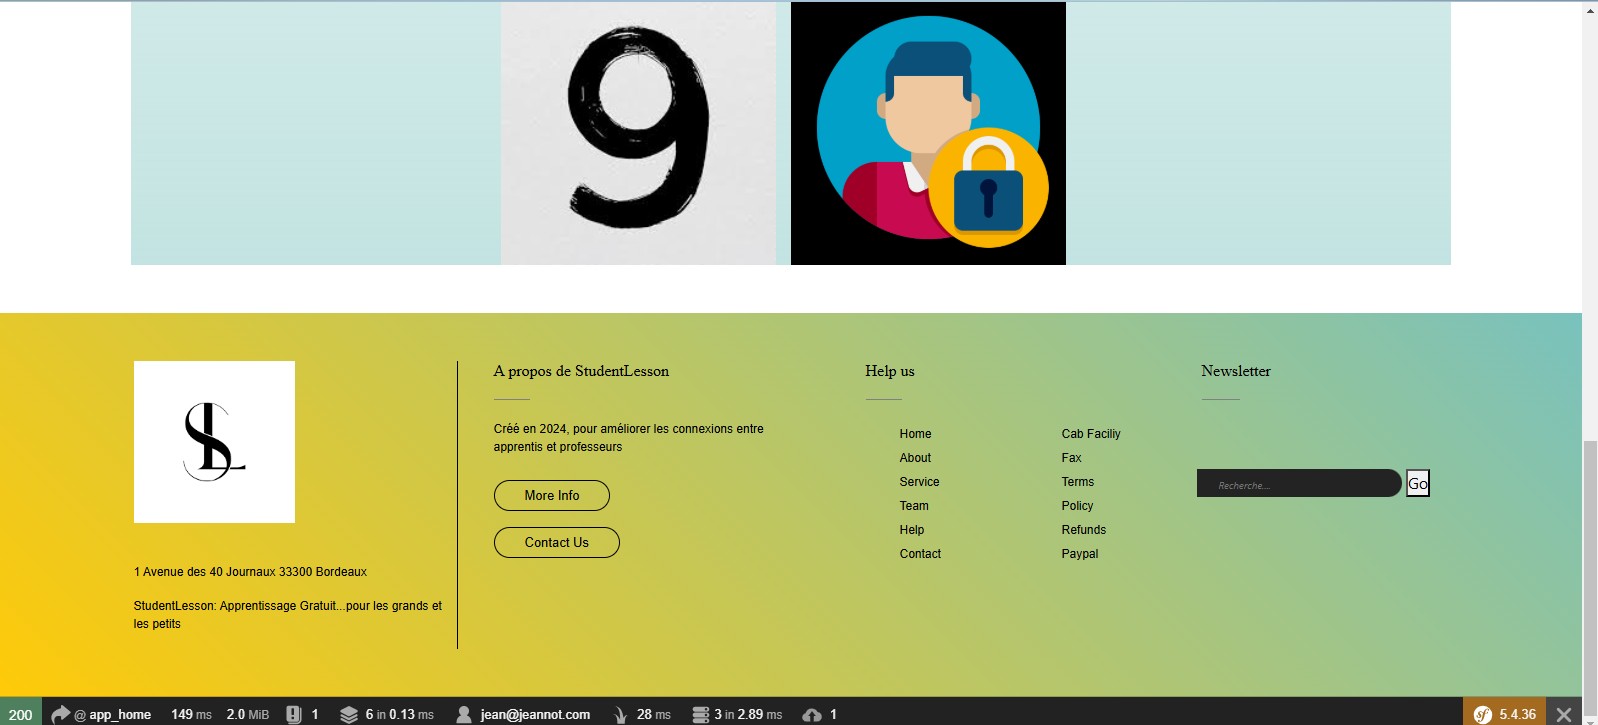 9
SL
A propos de StudentLesson
Créé en 2024, pour améliorer les connexions entre
apprentis et professeurs
More Info
Contact Us
1 Avenue des 40 Journaux 33300 Bordeaux
StudentLesson: Apprentissage Gratuit...pour les grands et
les petits
Help us
Home
About
Service
Team
Help
Contact
Cab Faciliy
Fax
Terms
Policy
Refunds
Paypal
Newsletter
Recherche....
Go
200 @ app_home 149 ms 2.0 MiB 1 6 in 0.13 ms jean@jeannot.com 28 ms 3 in 2.89 ms 1 sf 5.4.36